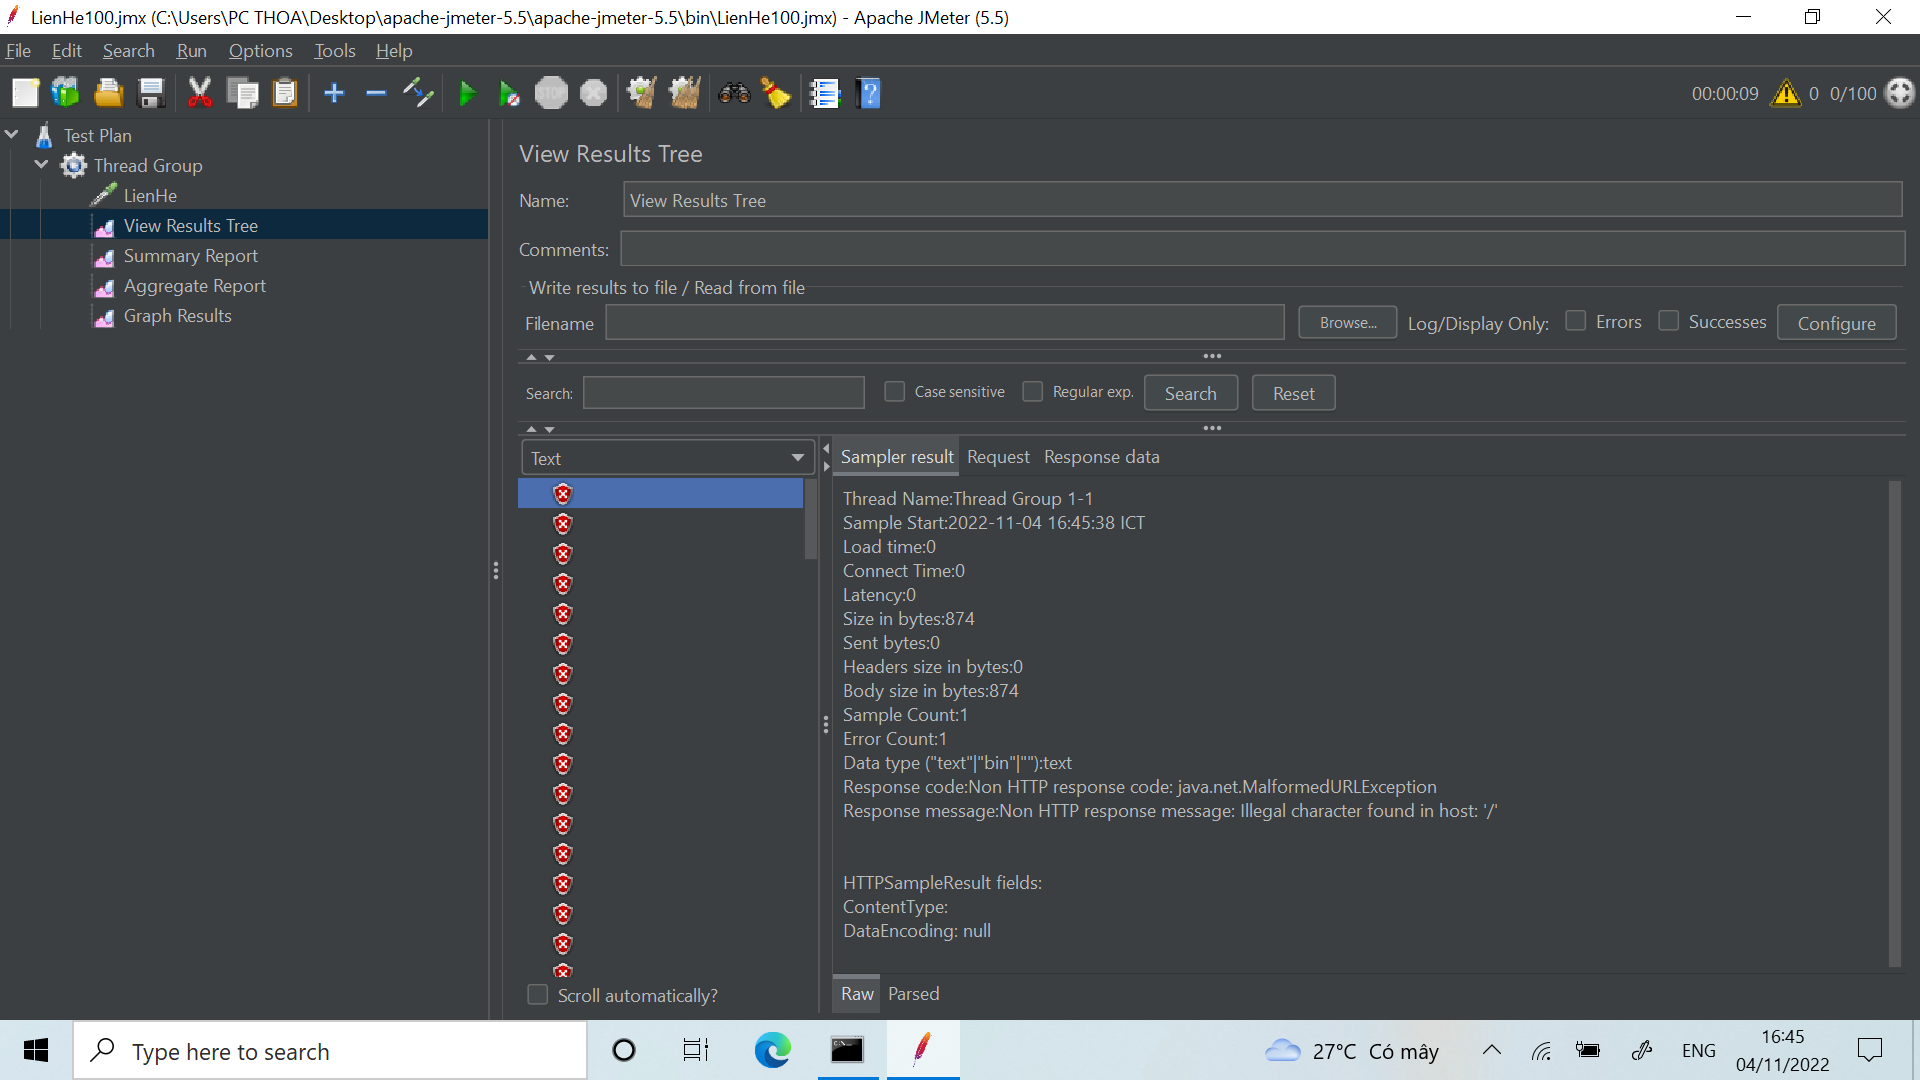 LienHe100.jmx (C:\Users\PC THOA\Desktop\apache-jmeter-5.5\apache-jmeter-5.5\bin\LienHe100.jmx) - Apache JMeter (5.5)
File Edit Search Run Options Tools Help
STOP
00:00:09 0 0/100
Test Plan
Thread Group
LienHe
View Results Tree
Summary Report
Aggregate Report
Graph Results
View Results Tree
Name: View Results Tree
Comments:
Write results to file / Read from file
Filename Browse... Log/Display Only: Errors Successes Configure
Search: Case sensitive Regular exp. Search Reset
Text
Sampler result Request Response data
Thread Name:Thread Group 1-1
Sample Start:2022-11-04 16:45:38 ICT
Load time:0
Connect Time:0
Latency:0
Size in bytes:874
Sent bytes:0
Headers size in bytes:0
Body size in bytes:874
Sample Count:1
Error Count:1
Data type ("text"|"bin"|""):text
Response code:Non HTTP response code: java.net.MalformedURLException
Response message:Non HTTP response message: Illegal character found in host: '/'
HTTPSampleResult fields:
ContentType:
DataEncoding: null
Scroll automatically?
Raw Parsed
Type here to search
27°C Có mây
ENG
16:45
04/11/2022